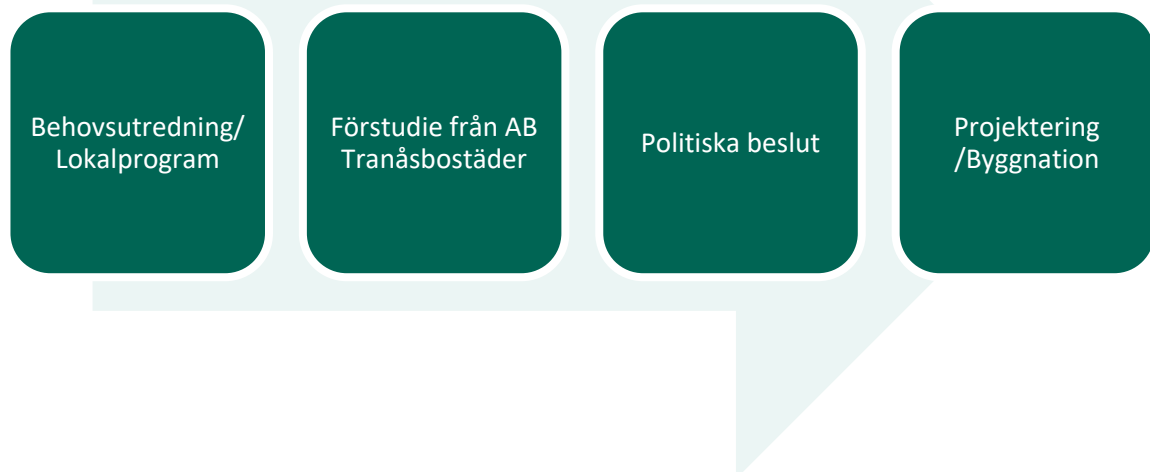 Behovsutredning/
Lokalprogram
Förstudie från AB
Tranåsbostäder
Politiska beslut
Projektering
/Byggnation